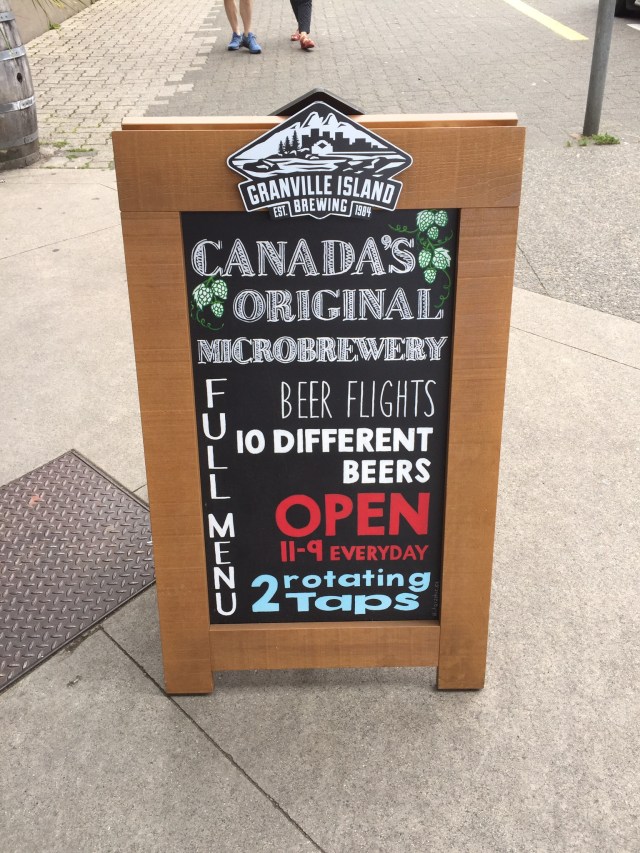 GRANVILLE ISLAND
EST. BREWING 1984
CANADA'S
ORIGINAL
MICROBREWERY
FULL MENU
BEER FLIGHTS
10 DIFFERENT
BEERS
OPEN
11-9 EVERYDAY
2 rotating
Taps